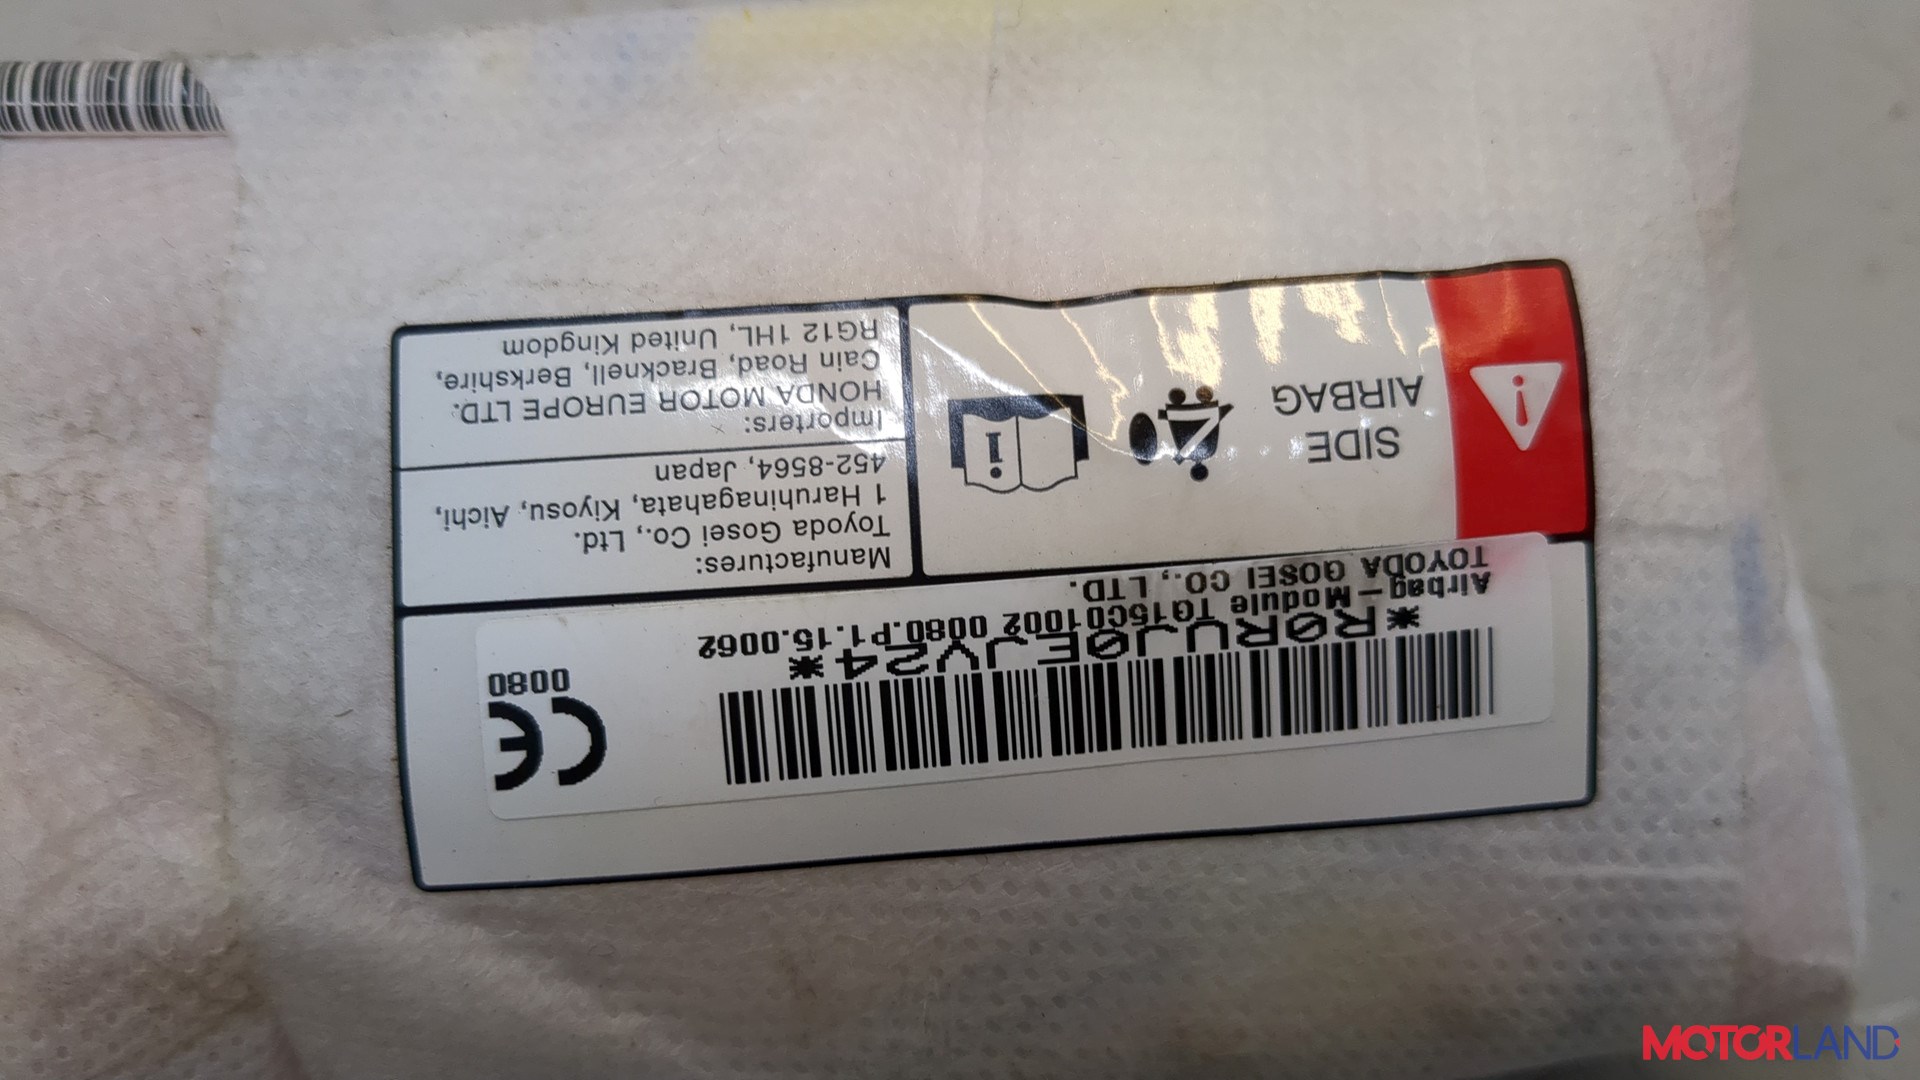 *R0RUJ0EJY24*
Airbag-Module TG15C01002 0080.P1.15.0062
TOYODA GOSEI CO., LTD.
CE
0080
SIDE
AIRBAG
Manufactures:
Toyoda Gosei Co., Ltd.
1 Haruhinagahata, Kiyosu, Aichi,
452-8564, Japan
Importers:
HONDA MOTOR EUROPE LTD.
Cain Road, Bracknell, Berkshire,
RG12 1HL, United Kingdom
MOTORLAND